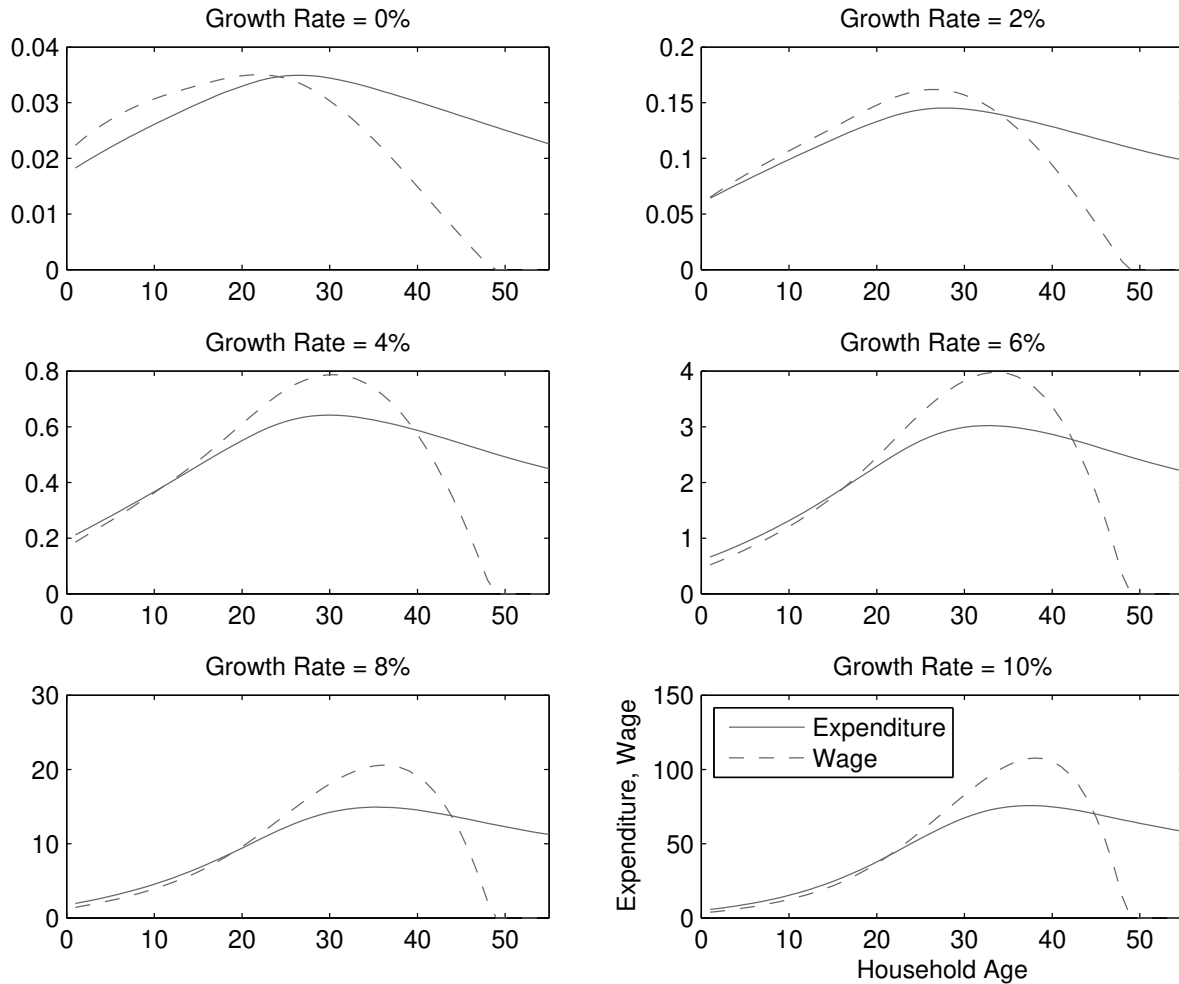 Growth Rate = 0%
0.04
0.03
0.02
0.01
0
0 10 20 30 40 50
Growth Rate = 2%
0.2
0.15
0.1
0.05
0
0 10 20 30 40 50
Growth Rate = 4%
0.8
0.6
0.4
0.2
0
0 10 20 30 40 50
Growth Rate = 6%
4
3
2
1
0
0 10 20 30 40 50
Growth Rate = 8%
30
20
10
0
0 10 20 30 40 50
Growth Rate = 10%
Expenditure, Wage
150
100
50
0
Expenditure
Wage
0 10 20 30 40 50
Household Age